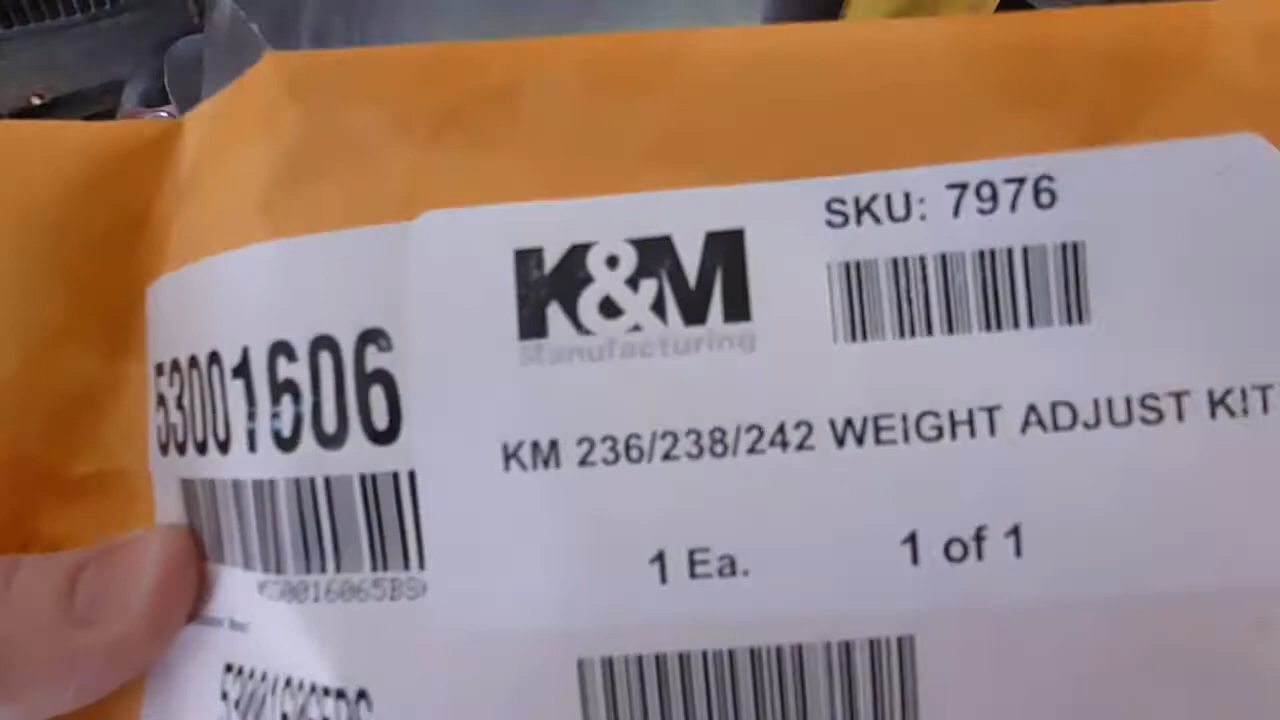 SKU: 7976
K&M
Manufacturing
53001606
KM 236/238/242 WEIGHT ADJUST KIT
1 Ea.
1 of 1